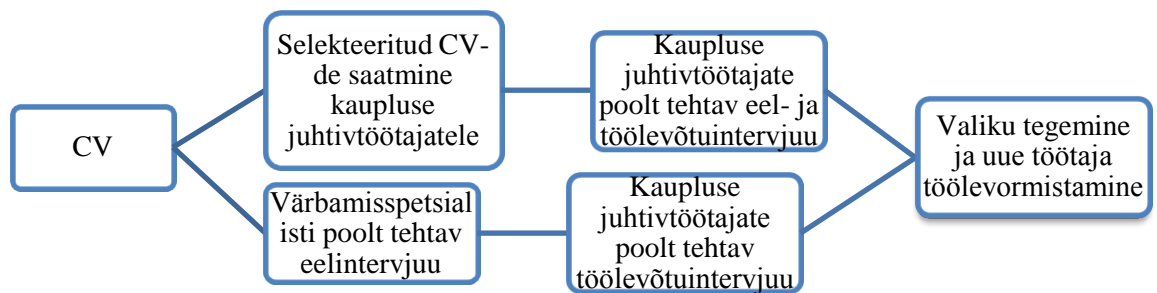 CV
Selekteeritud CV-
de saatmine
kaupluse
juhtivtöötajatele
Kaupluse
juhtivtöötajate
poolt tehtav eel- ja
töölevõtuintervjuu
Värbamisspetsial
isti poolt tehtav
eelintervjuu
Kaupluse
juhtivtöötajate
poolt tehtav
töölevõtuintervjuu
Valiku tegemine
ja uue töötaja
töölevormistamine